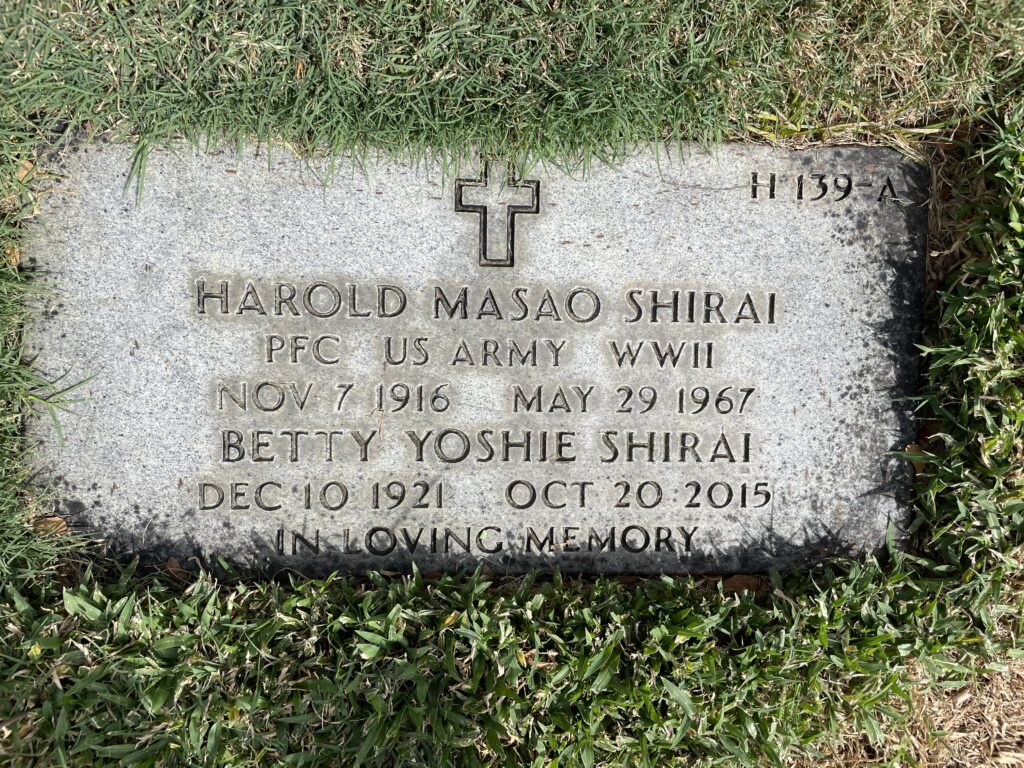 H 139-A
HAROLD MASAO SHIRAI
PFC US ARMY WWII
NOV 7 1916 MAY 29 1967
BETTY YOSHIE SHIRAI
DEC 10 1921 OCT 20 2015
IN LOVING MEMORY